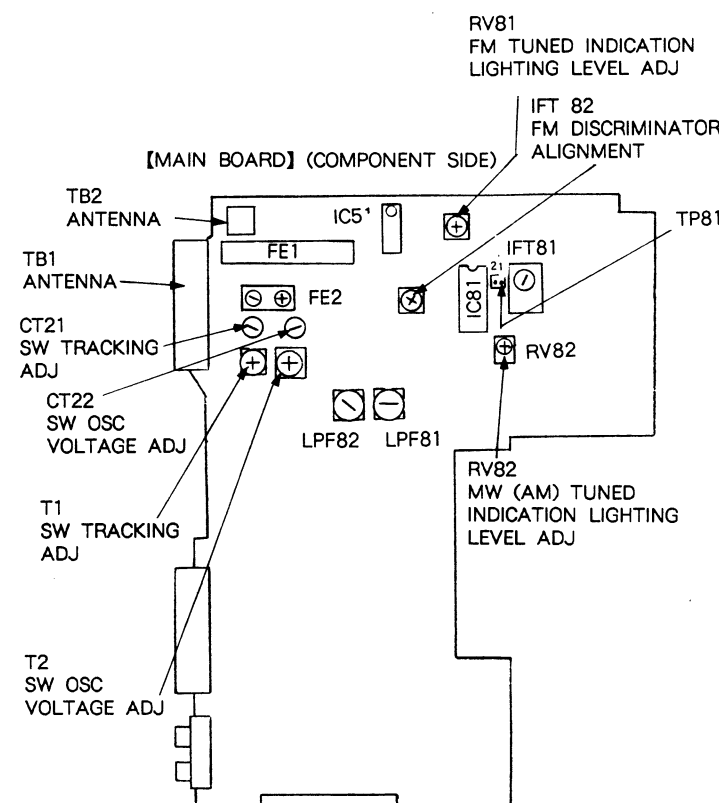 RV81
FM TUNED INDICATION
LIGHTING LEVEL ADJ
IFT 82
FM DISCRIMINATOR
ALIGNMENT
【MAIN BOARD】 (COMPONENT SIDE)
TB2
ANTENNA
IC5
TP81
FE1
IFT81
TB1
ANTENNA
21
IC81
FE2
CT21
SW TRACKING
ADJ
RV82
CT22
SW OSC
VOLTAGE ADJ
LPF82
LPF81
RV82
MW (AM) TUNED
INDICATION LIGHTING
LEVEL ADJ
T1
SW TRACKING
ADJ
T2
SW OSC
VOLTAGE ADJ